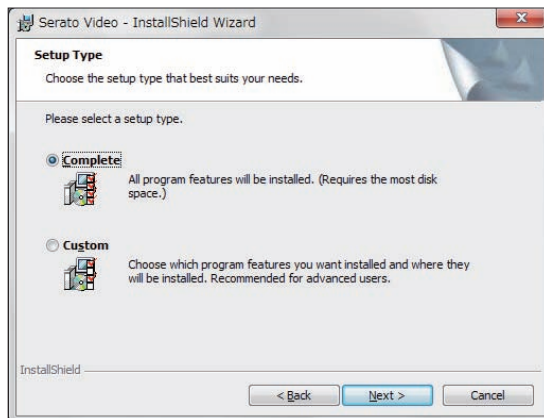 Serato Video - InstallShield Wizard
Setup Type
Choose the setup type that best suits your needs.
Please select a setup type.
Complete
All program features will be installed. (Requires the most disk
space.)
Custom
Choose which program features you want installed and where they
will be installed. Recommended for advanced users.
InstallShield
< Back
Next >
Cancel